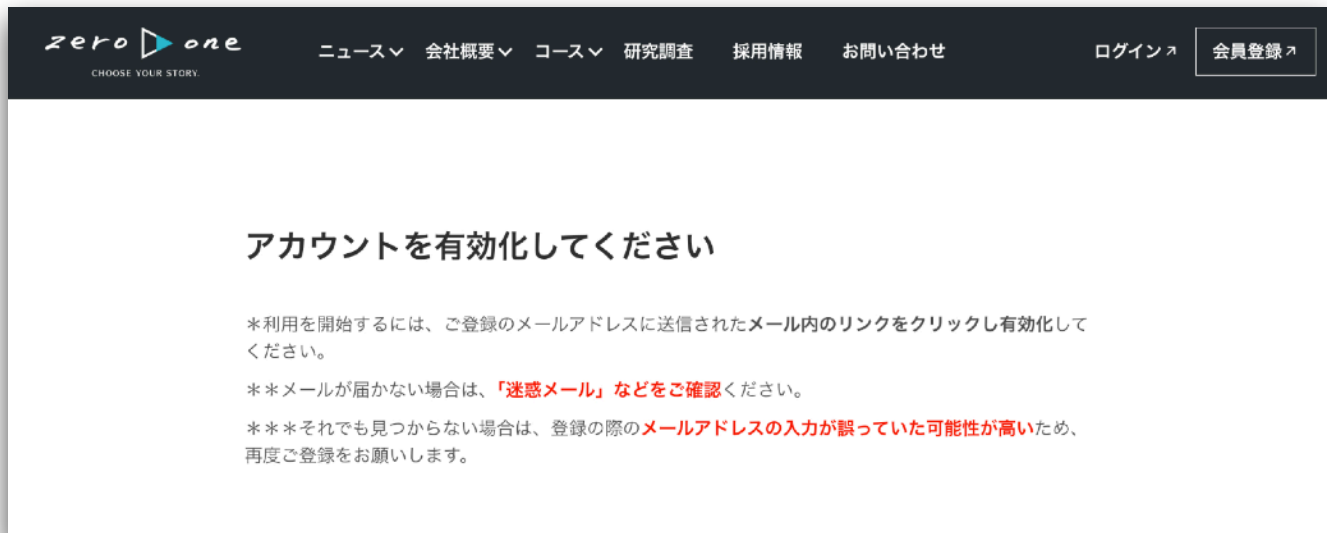 zero one
CHOOSE YOUR STORY.
ニュース 会社概要 コース 研究調査 採用情報 お問い合わせ ログイン 会員登録
アカウントを有効化してください
＊利用を開始するには、ご登録のメールアドレスに送信されたメール内のリンクをクリックし有効化して
ください。
＊＊メールが届かない場合は、「迷惑メール」などをご確認ください。
＊＊＊それでも見つからない場合は、登録の際のメールアドレスの入力が誤っていた可能性が高いため、
再度ご登録をお願いします。